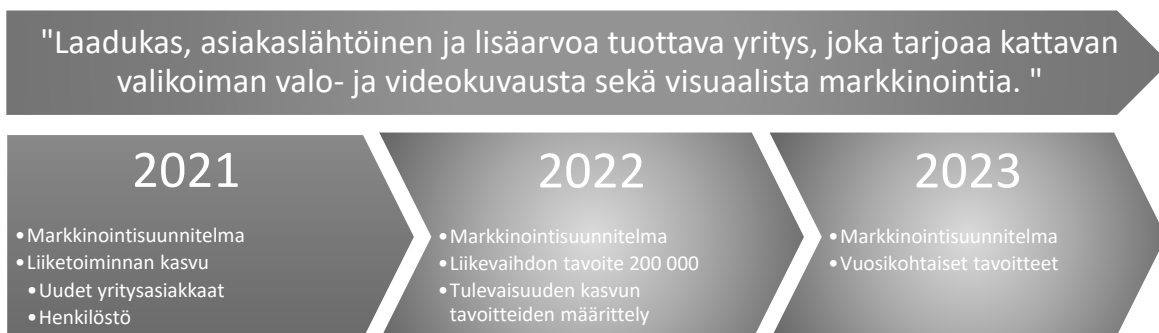 "Laadukas, asiakaslähtöinen ja lisäarvoa tuottava yritys, joka tarjoaa kattavan
valikoiman valo- ja videokuvausta sekä visuaalista markkinointia. "
2021
•Markkinointisuunnitelma
•Liiketoiminnan kasvu
•Uudet yritysasiakkaat
•Henkilöstö
2022
•Markkinointisuunnitelma
•Liikevaihdon tavoite 200 000
•Tulevaisuuden kasvun
tavoitteiden määrittely
2023
•Markkinointisuunnitelma
•Vuosikohtaiset tavoitteet